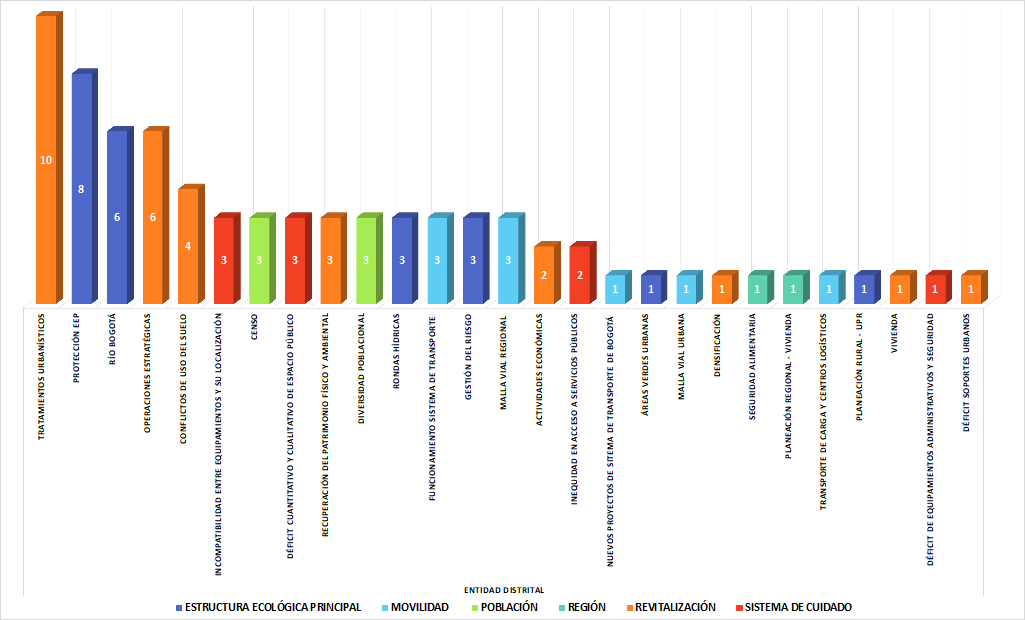 10
8
6
6
4
3
3
3
3
3
3
3
3
3
2
2
1
1
1
1
1
1
1
1
1
1
1
TRATAMIENTOS URBANÍSTICOS
PROTECCIÓN EEP
RÍO BOGOTÁ
OPERACIONES ESTRATÉGICAS
CONFLICTOS DE USO DEL SUELO
INCOMPATIBILIDAD ENTRE EQUIPAMIENTOS Y SU LOCALIZACIÓN
CENSO
DÉFICIT CUANTITATIVO Y CUALITATIVO DE ESPACIO PÚBLICO
RECUPERACIÓN DEL PATRIMONIO FÍSICO Y AMBIENTAL
DIVERSIDAD POBLACIONAL
RONDAS HÍDRICAS
FUNCIONAMIENTO SISTEMA DE TRANSPORTE
GESTIÓN DEL RIESGO
MALLA VIAL REGIONAL
ACTIVIDADES ECONÓMICAS
INEQUIDAD EN ACCESO A SERVICIOS PÚBLICOS
NUEVOS PROYECTOS DE SITEMA DE TRANSPORTE DE BOGOTÁ
ÁREAS VERDES URBANAS
MALLA VIAL URBANA
DENSIFICACIÓN
SEGURIDAD ALIMENTARIA
PLANEACIÓN REGIONAL - VIVIENDA
TRANSPORTE DE CARGA Y CENTROS LOGÍSTICOS
PLANEACIÓN RURAL - UPR
VIVIENDA
DÉFICIT DE EQUIPAMIENTOS ADMINISTRATIVOS Y SEGURIDAD
DÉFICIT SOPORTES URBANOS
ENTIDAD DISTRITAL
ESTRUCTURA ECOLÓGICA PRINCIPAL MOVILIDAD POBLACIÓN REGIÓN REVITALIZACIÓN SISTEMA DE CUIDADO